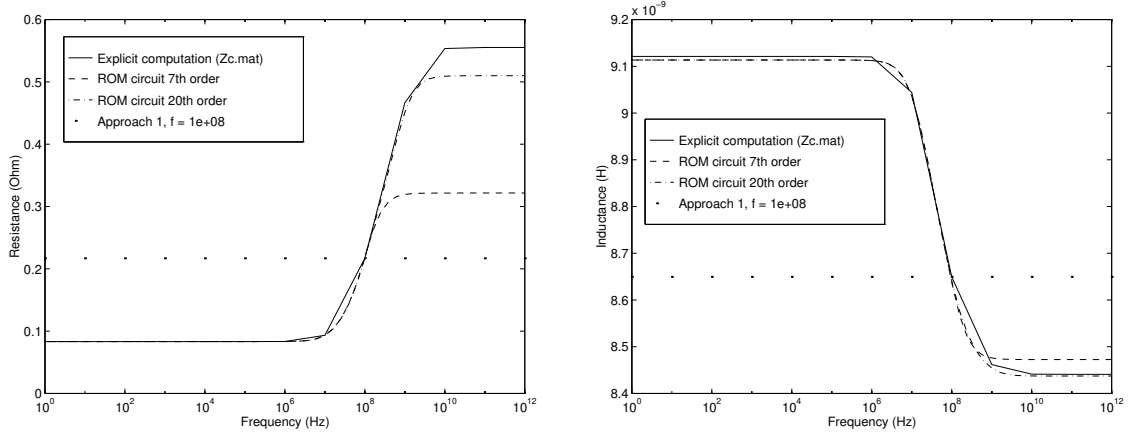 0.6
0.5
0.4
0.3
0.2
0.1
0
Resistance (Ohm)
Explicit computation (Zc.mat)
ROM circuit 7th order
ROM circuit 20th order
Approach 1, f = 1e+08
10^0 10^2 10^4 10^6 10^8 10^10 10^12
Frequency (Hz)
x 10^-9
9.2
9.1
9
8.9
8.8
8.7
8.6
8.5
8.4
Inductance (H)
Explicit computation (Zc.mat)
ROM circuit 7th order
ROM circuit 20th order
Approach 1, f = 1e+08
10^0 10^2 10^4 10^6 10^8 10^10 10^12
Frequency (Hz)